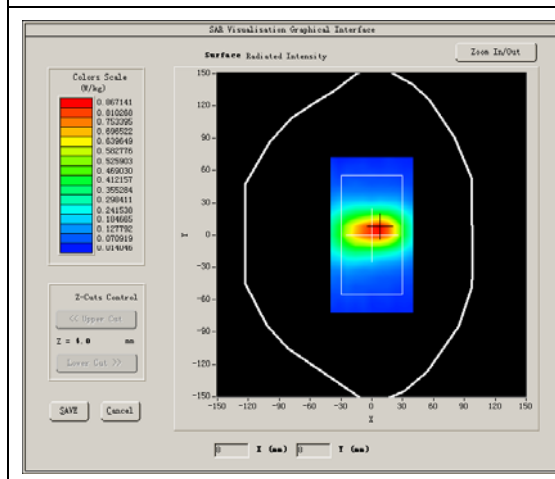 SAR Visualisation Graphical Interface
Surface Radiated Intensity
Zoom In/Out
Colors Scale
(W/kg)
0.867141
0.810268
0.753395
0.696522
0.639649
0.582776
0.525903
0.469030
0.412157
0.355284
0.298411
0.241538
0.184665
0.127792
0.070919
0.014046
Z-Cuts Control
<< Upper Cut
Z = 4.0 mm
Lower Cut >>
SAVE Cancel
150
120
90
60
30
0
-30
-60
-90
-120
-150
Y
-150 -120 -90 -60 -30 0 30 60 90 120 150
X
0 X (mm) 0 Y (mm)